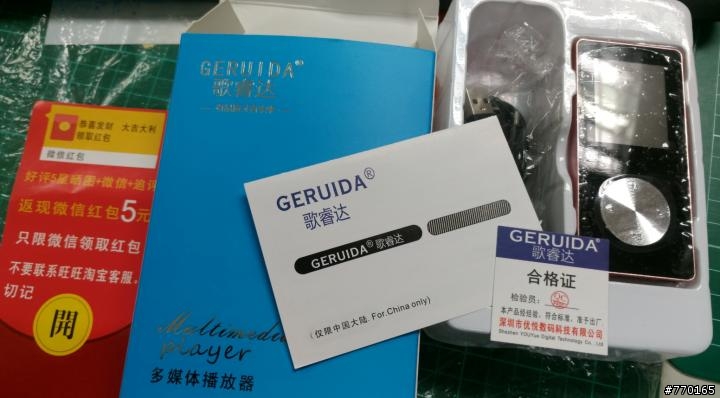 恭喜发财 大吉大利
领取红包
微信红包
好评5星晒图+微信+追评
返现微信红包5元
只限微信领取红包
不要联系旺旺淘宝客服,
切记
開
GERUIDA®
歌睿达
Multimedia
player
多媒体播放器
GERUIDA®
歌睿达
GERUIDA® 歌睿达
(仅限中国大陆. For.China only)
GERUIDA®
歌睿达
合格证
检验员:
本产品经检验,符合标准,准予出厂
深圳市优悦数码科技有限公司
Shenzhen YOUYue Digital Technology Co., Ltd
#770165